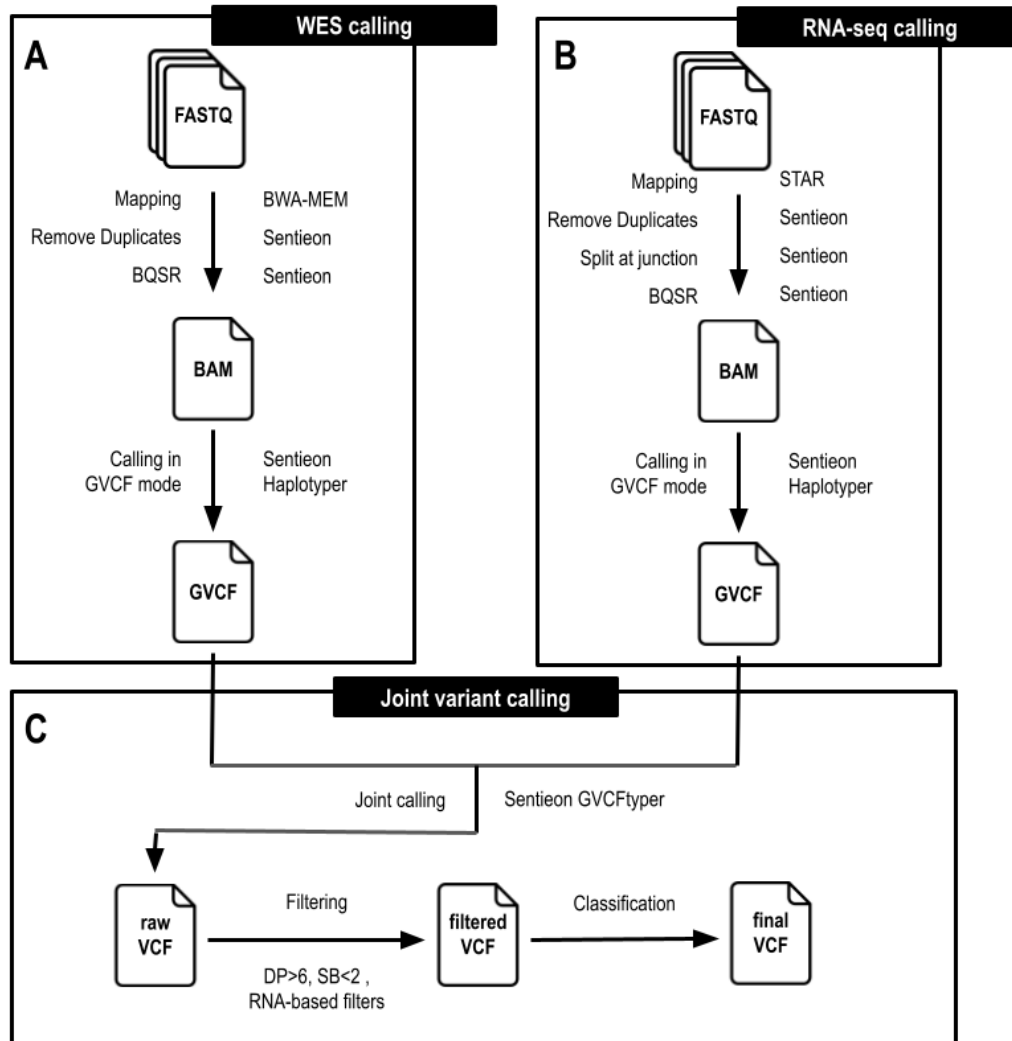 WES calling
A
FASTQ
Mapping
BWA-MEM
Remove Duplicates
Sentieon
BQSR
Sentieon
BAM
Calling in
GVCF mode
Sentieon
Haplotyper
GVCF
RNA-seq calling
B
FASTQ
Mapping
STAR
Remove Duplicates
Sentieon
Split at junction
Sentieon
BQSR
Sentieon
BAM
Calling in
GVCF mode
Sentieon
Haplotyper
GVCF
Joint variant calling
C
Joint calling
Sentieon GVCFtyper
raw
VCF
Filtering
DP>6, SB<2 ,
RNA-based filters
filtered
VCF
Classification
final
VCF